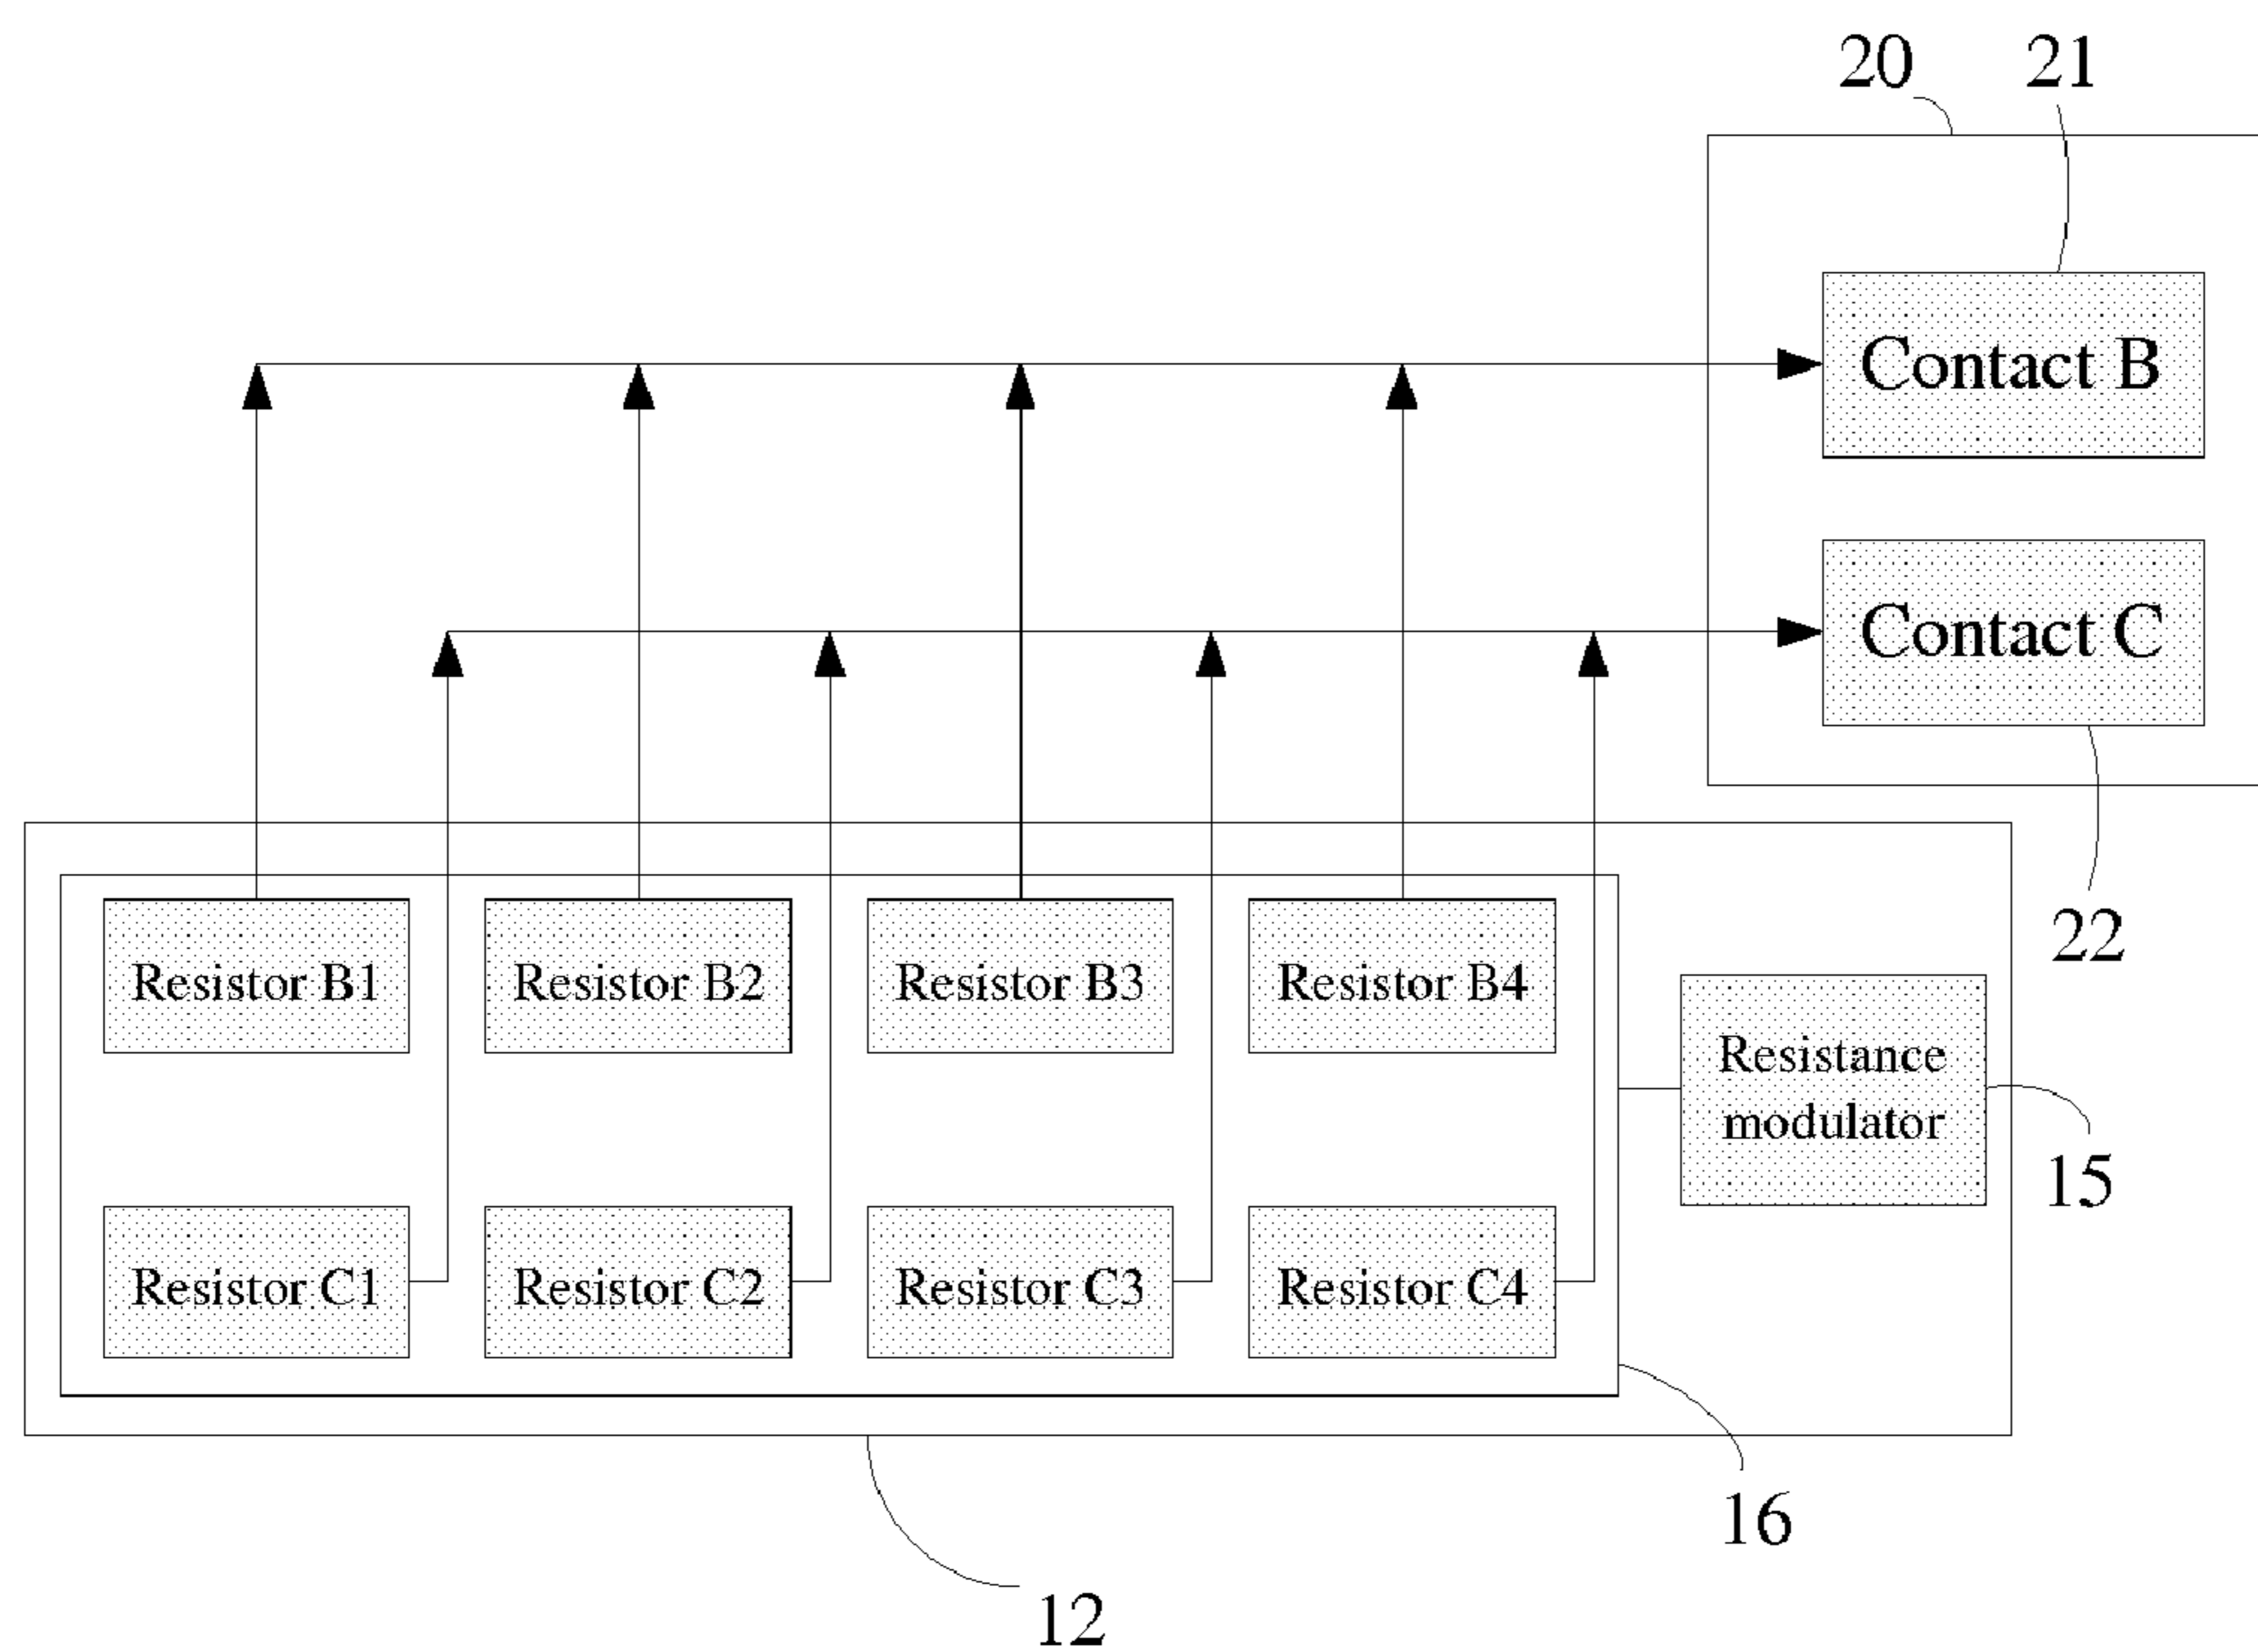 20
21
Contact B
Contact C
22
Resistor B1
Resistor B2
Resistor B3
Resistor B4
Resistance
modulator
15
Resistor C1
Resistor C2
Resistor C3
Resistor C4
16
12